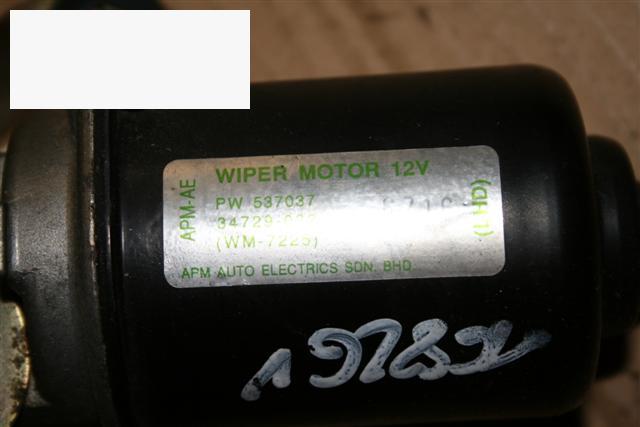 APM-AE
WIPER MOTOR 12V
PW 537037
(WM-7225)
APM AUTO ELECTRICS SDN. BHD
(LHD)